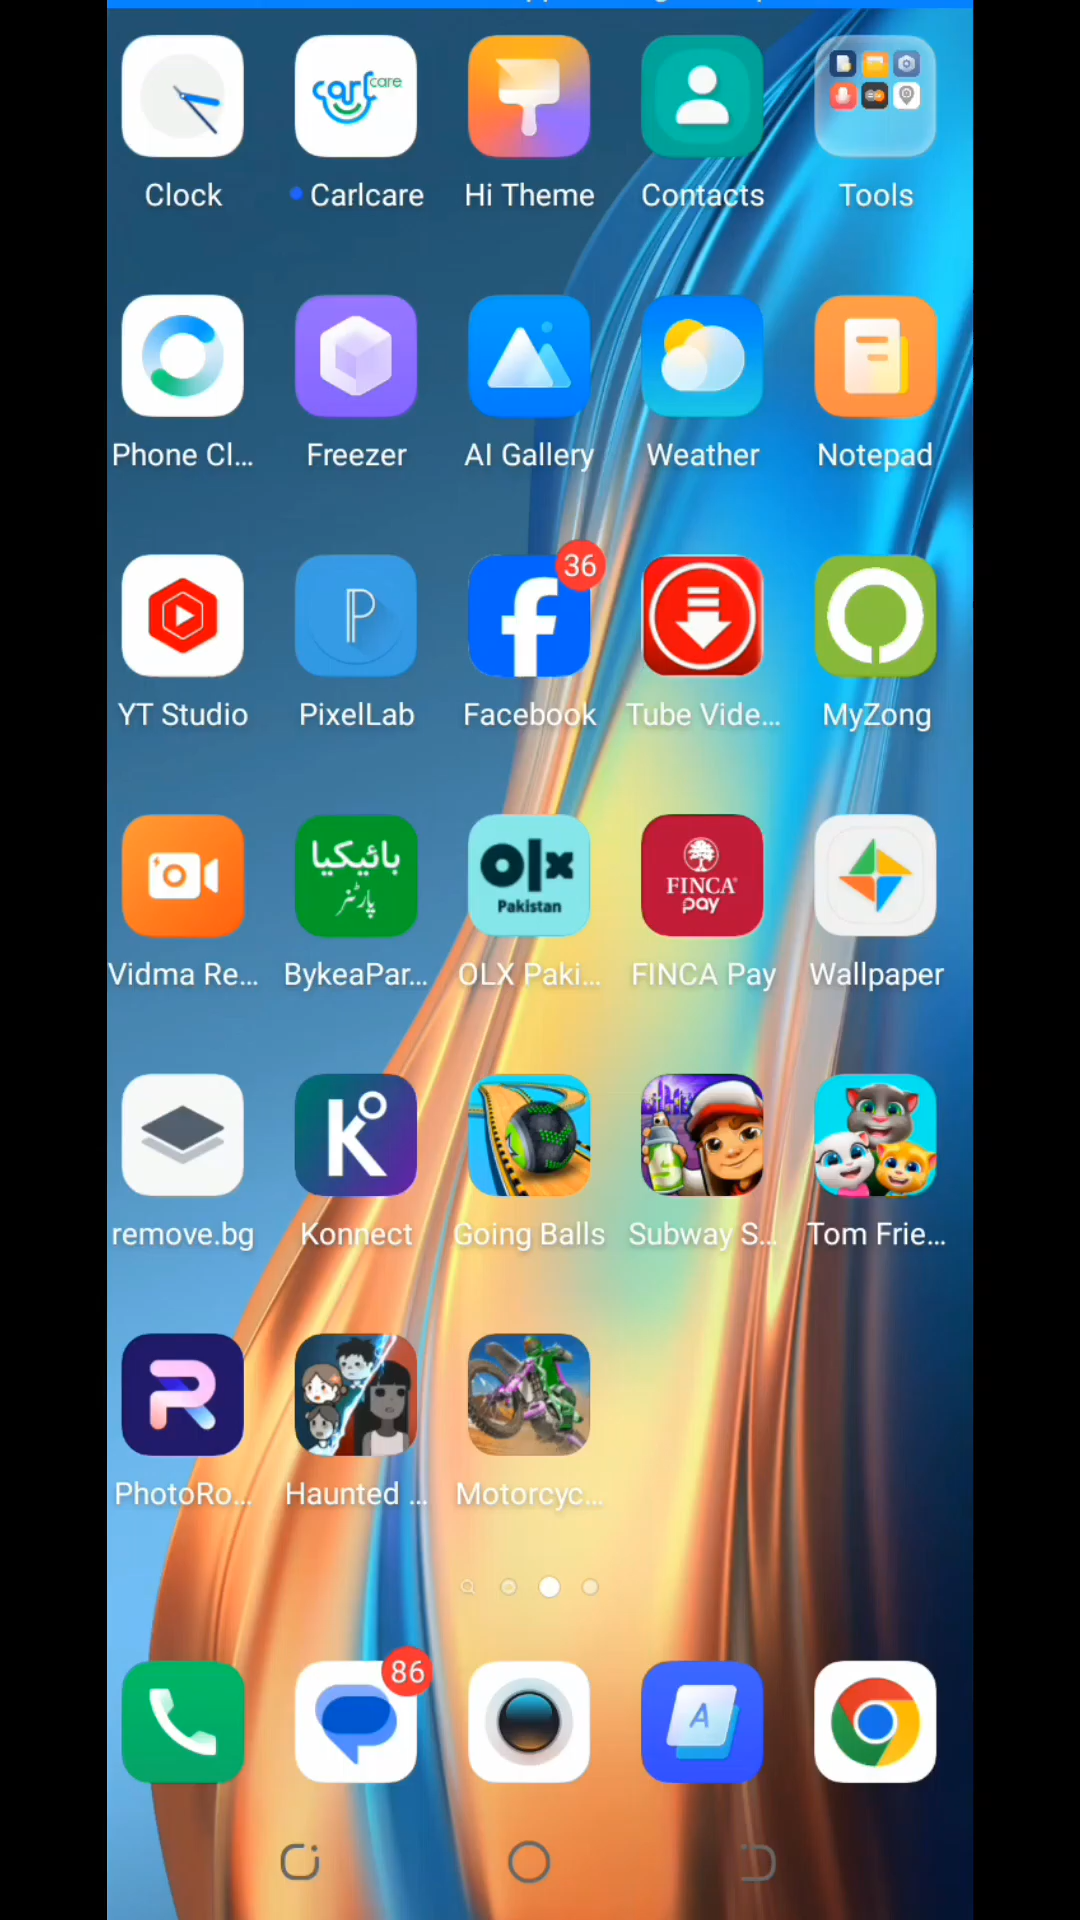 Clock
Carlcare
Hi Theme
Contacts
Tools
carlcare
Phone Cl...
Freezer
AI Gallery
Weather
Notepad
36
YT Studio
PixelLab
Facebook
Tube Vide...
MyZong
بائیکیا
پارٹنر
olx
Pakistan
FINCA
pay
Vidma Re...
BykeaPar...
OLX Paki...
FINCA Pay
Wallpaper
remove.bg
Konnect
Going Balls
Subway S...
Tom Frie...
PhotoRo...
Haunted ...
Motorcyc...
86
A